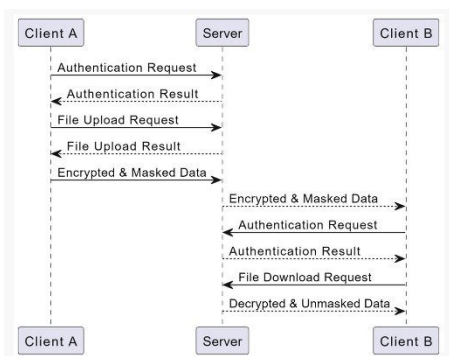 Client A Server Client B
Authentication Request
Authentication Result
File Upload Request
File Upload Result
Encrypted & Masked Data
Encrypted & Masked Data
Authentication Request
Authentication Result
File Download Request
Decrypted & Unmasked Data
Client A Server Client B